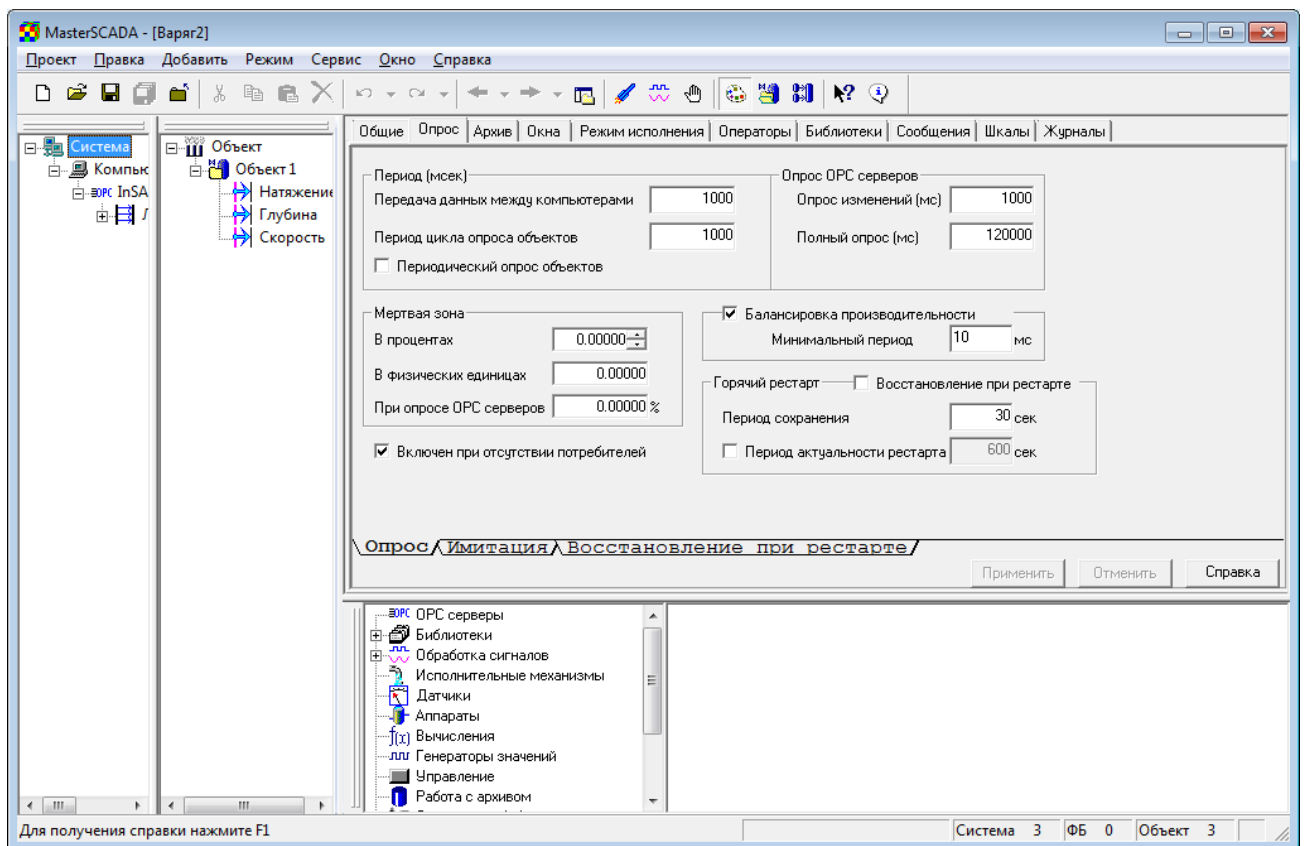 MasterSCADA - [Варяг2]
Проект Правка Добавить Режим Сервис Окно Справка
Общие Опрос Архив Окна Режим исполнения Операторы Библиотеки Сообщения Шкалы Журналы
Система
Компьк
OPC InSA
Объект
Объект1
Натяжение
Глубина
Скорость
Период (мсек)
Передача данных между компьютерами 1000
Период цикла опроса объектов 1000
Периодический опрос объектов
Опрос OPC серверов
Опрос изменений (мс) 1000
Полный опрос (мс) 120000
Мертвая зона
В процентах 0.00000
В физических единицах 0.00000
При опросе OPC серверов 0.00000 %
Включен при отсутствии потребителей
Балансировка производительности
Минимальный период 10 мс
Горячий рестарт Восстановление при рестарте
Период сохранения 30 сек
Период актуальности рестарта 600 сек
Опрос Имитация Восстановление при рестарте
Применить Отменить Справка
OPC OPC серверы
Библиотеки
Обработка сигналов
Исполнительные механизмы
Датчики
Аппараты
f(x) Вычисления
Генераторы значений
Управление
Работа с архивом
Для получения справки нажмите F1
Система 3 ФБ 0 Объект 3